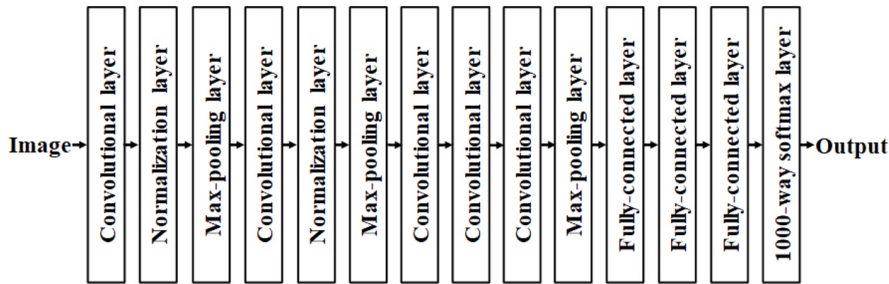 Image
Convolutional layer
Normalization layer
Max-pooling layer
Convolutional layer
Normalization layer
Max-pooling layer
Convolutional layer
Convolutional layer
Convolutional layer
Max-pooling layer
Fully-connected layer
Fully-connected layer
Fully-connected layer
1000-way softmax layer
Output